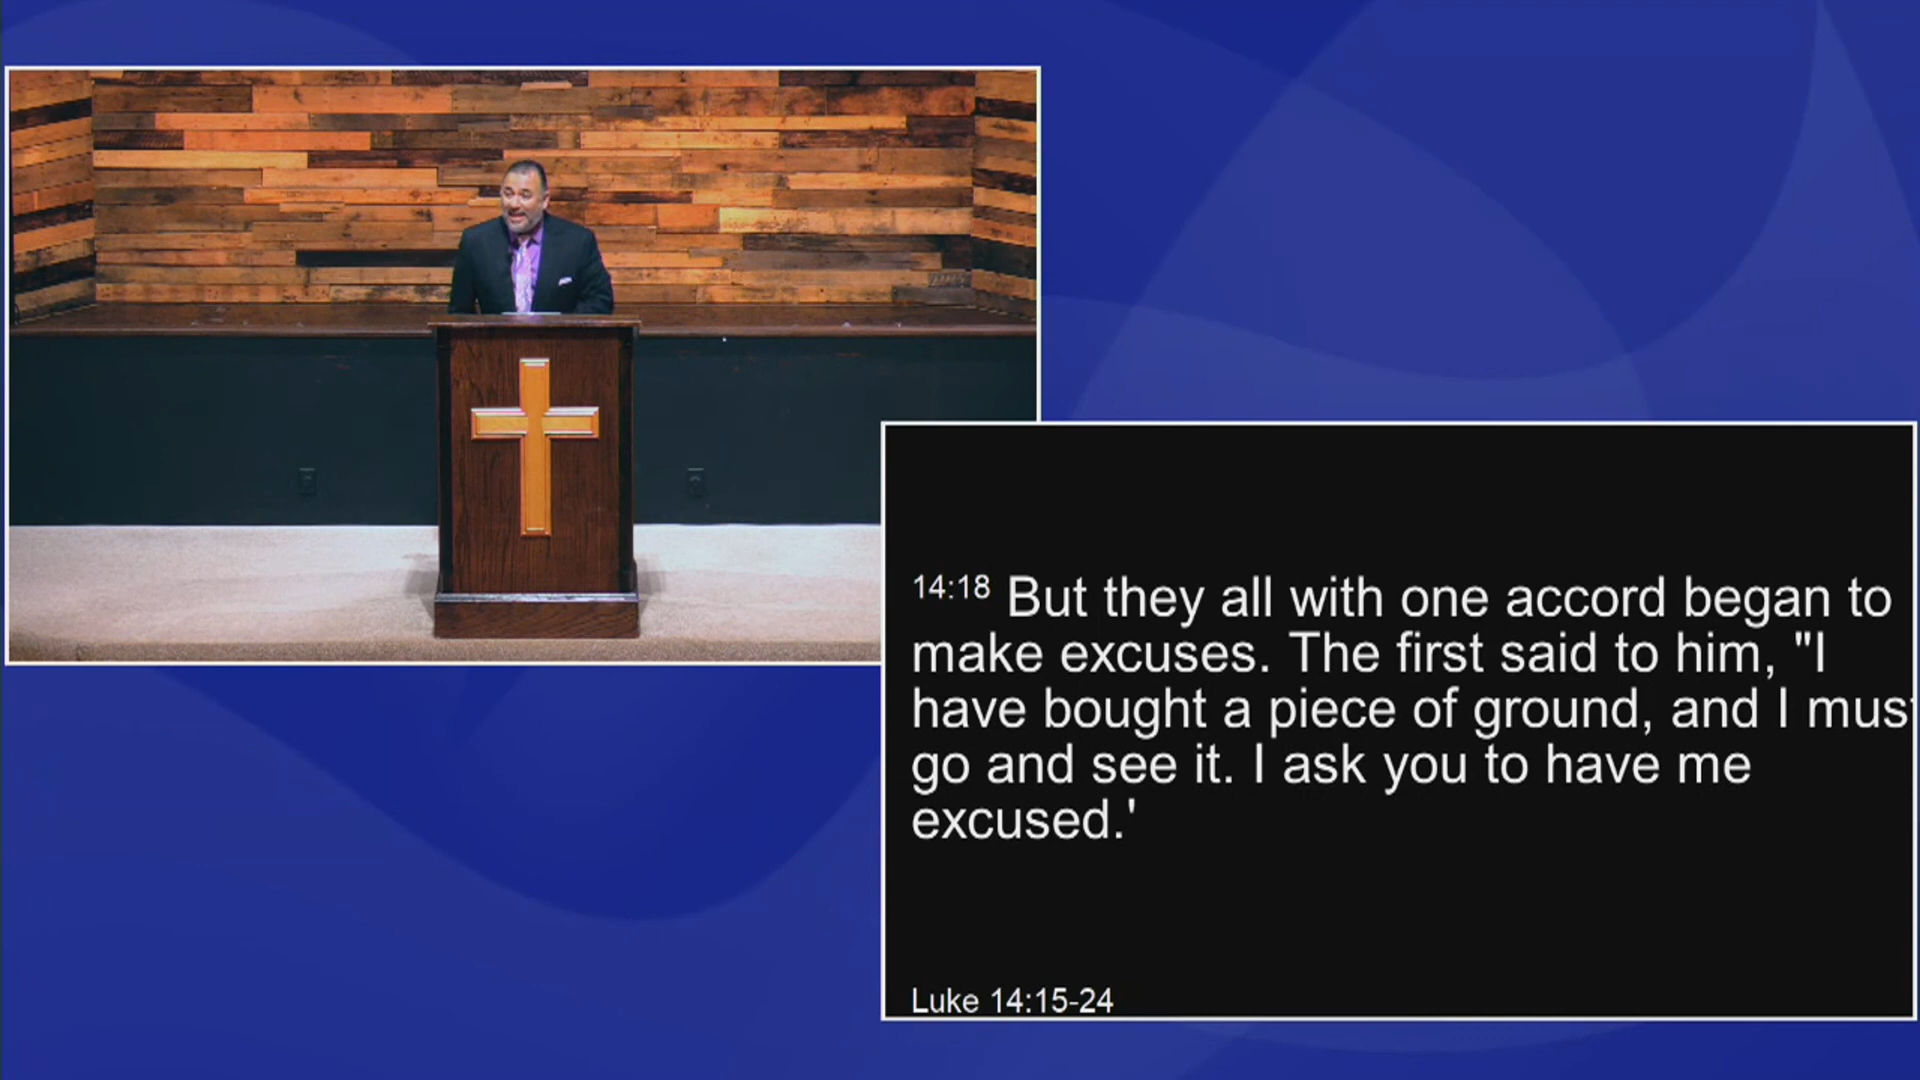 14:18 But they all with one accord began to
make excuses. The first said to him, "I
have bought a piece of ground, and I mus
go and see it. I ask you to have me
excused.'
Luke 14:15-24